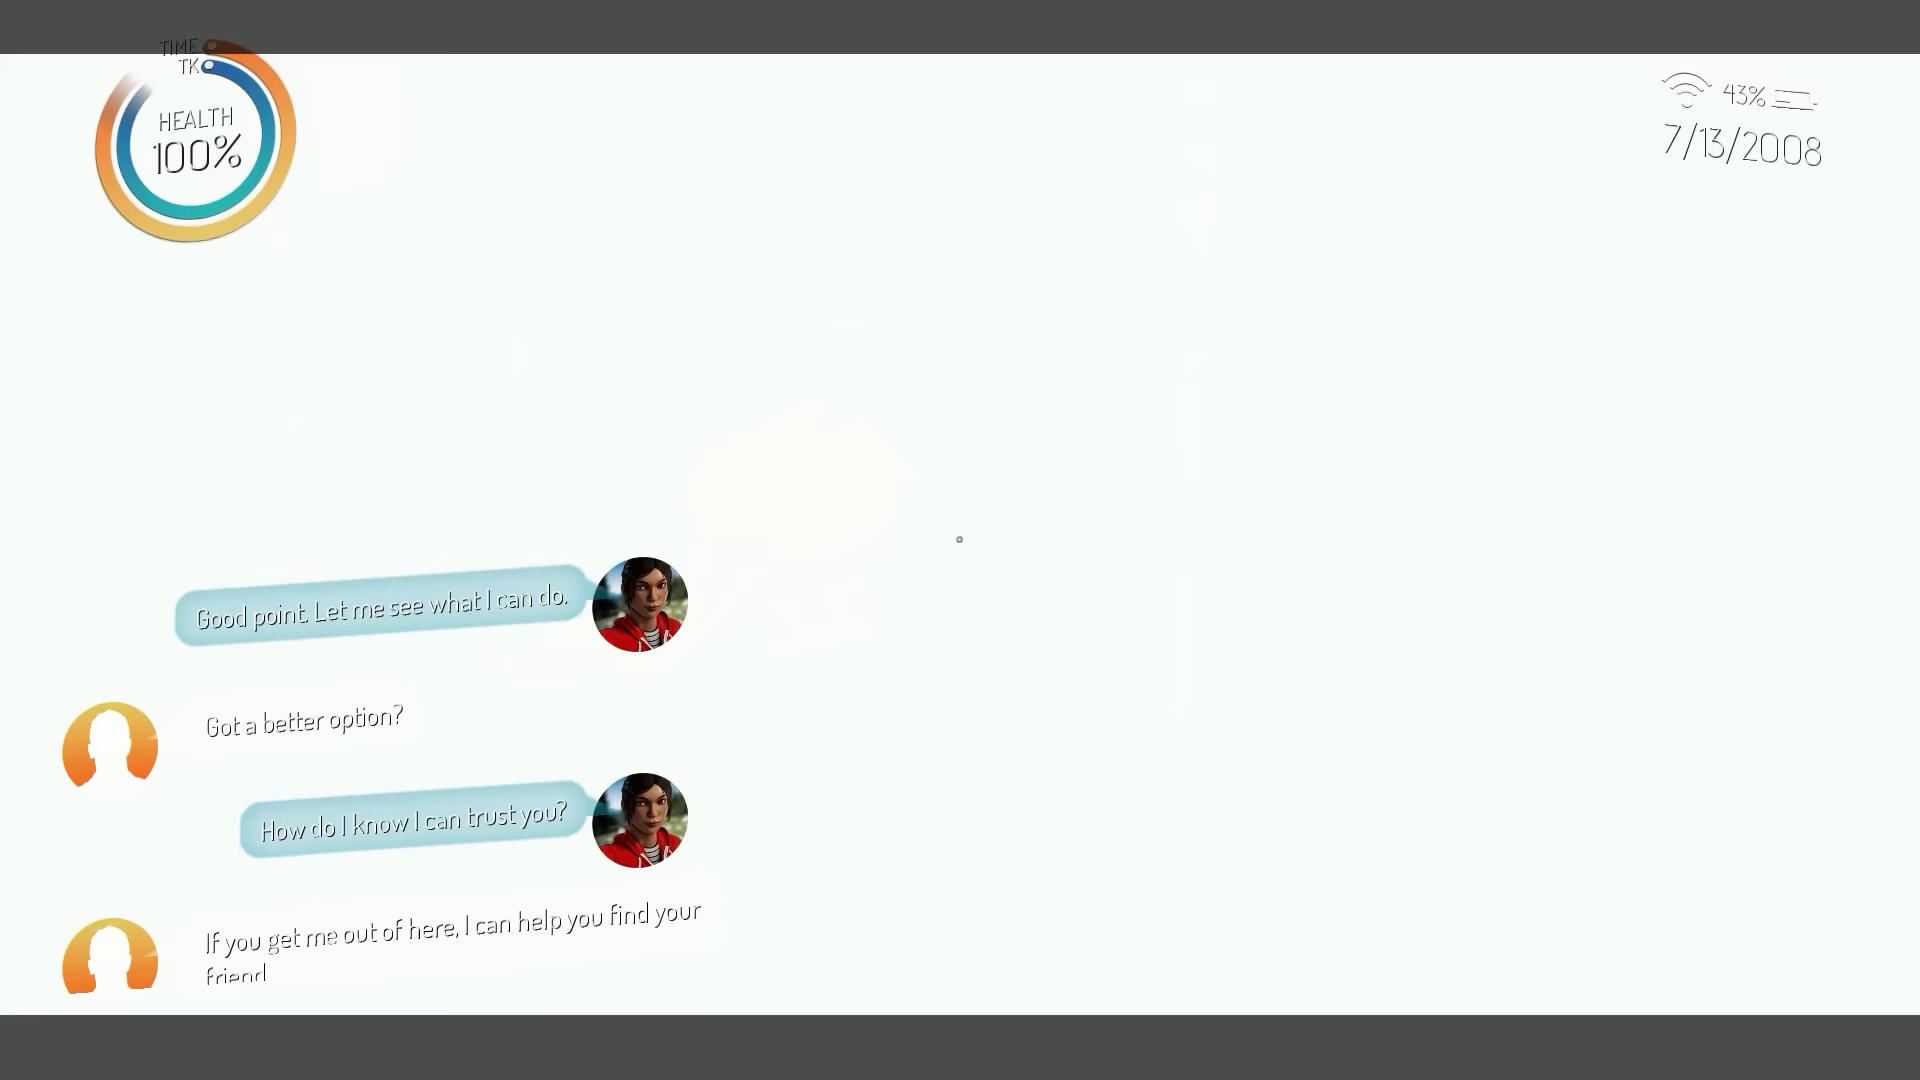 TIME
TK
HEALTH
100%
43%
7/13/2008
Good point. Let me see what I can do.
Got a better option?
How do I know I can trust you?
If you get me out of here, I can help you find your
friend